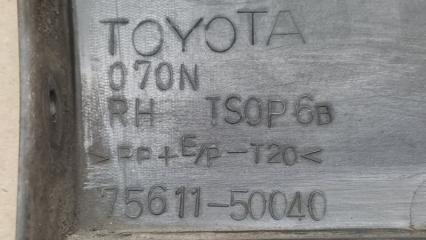 TOYOTA
070N
RH TSOP6B
>PP+E/P-T20<
75611-50040